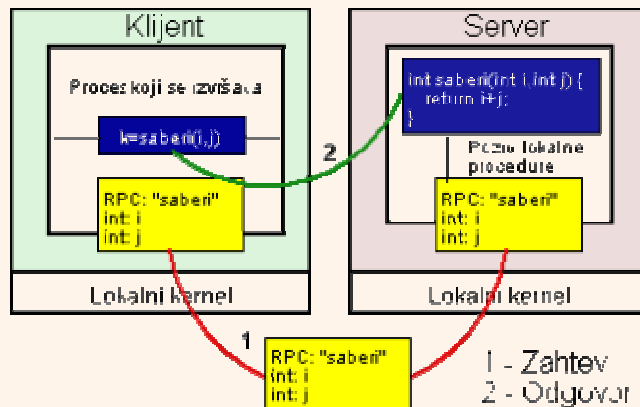 Klijent
Proces koji se izvršava
k=saberi(i,j)
RPC: "saberi"
int: i
int: j
Lokalni kernel
Server
int saberi(int i,int j) {
return i+j;
}
Poziv lokalne
procedure
RPC: "saberi"
int: i
int: j
Lokalni kernel
2
1
RPC: "saberi"
int: i
int: j
1 - Zahtev
2 - Odgovor